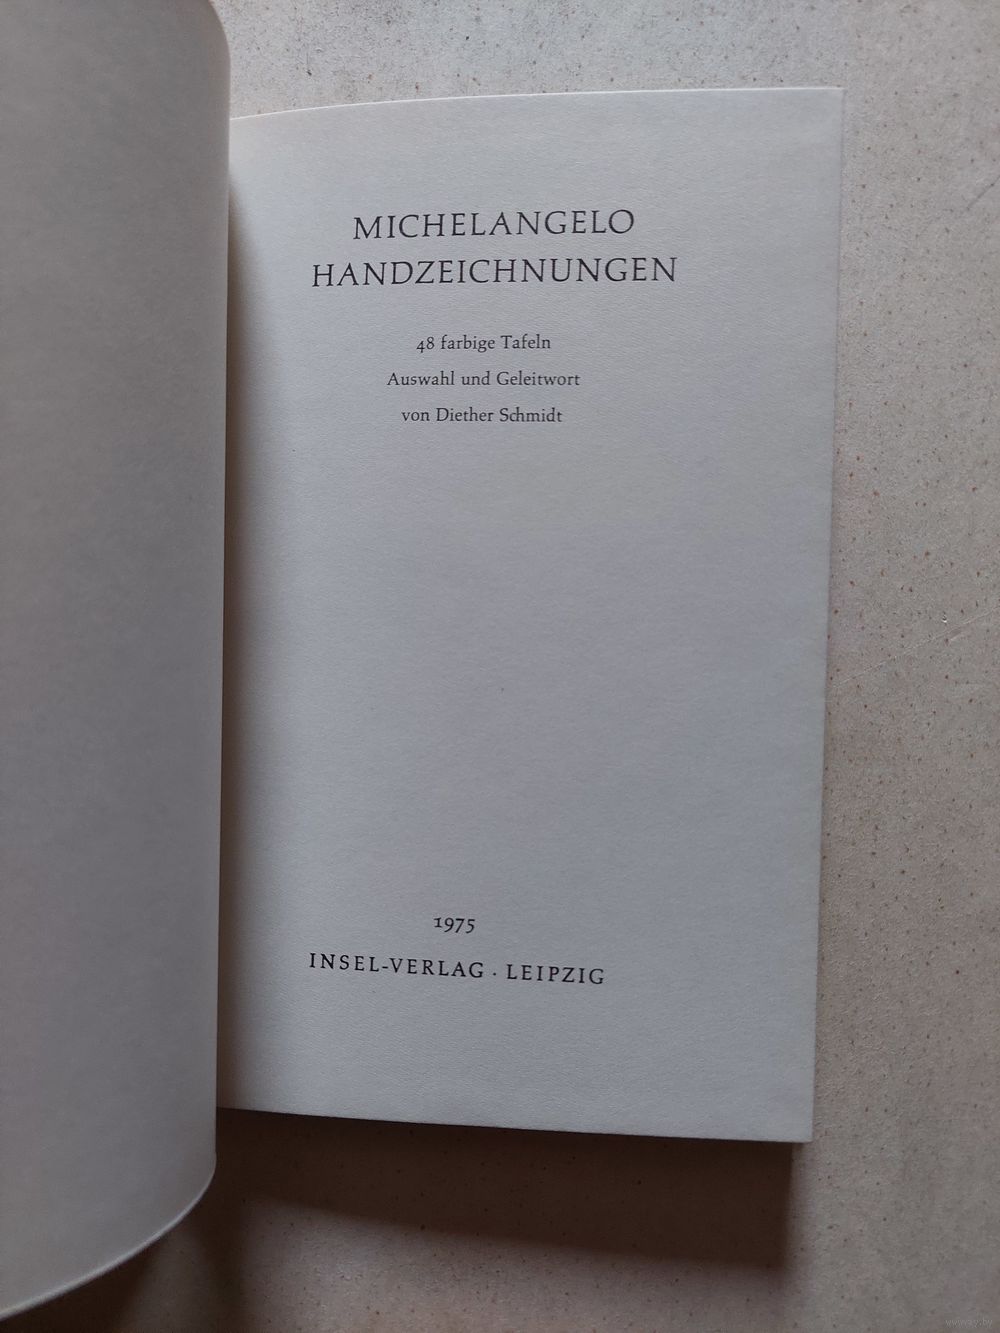 MICHELANGELO
HANDZEICHNUNGEN
48 farbige Tafeln
Auswahl und Geleitwort
von Diether Schmidt
1975
INSEL-VERLAG · LEIPZIG